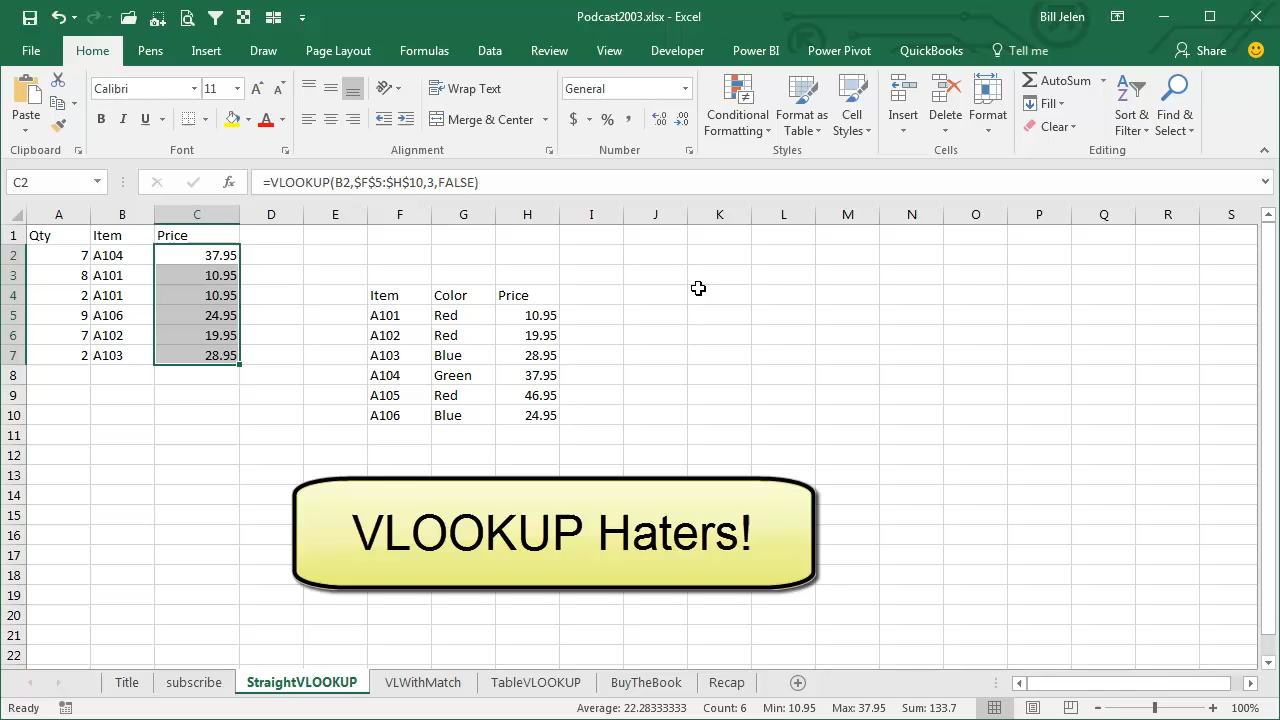 Podcast2003.xlsx - Excel
Bill Jelen
File Home Pens Insert Draw Page Layout Formulas Data Review View Developer Power BI Power Pivot QuickBooks Tell me Share
Paste
Clipboard
Calibri 11
B I U A
Font
Wrap Text
Merge & Center
Alignment
General
$ % ,
Number
Conditional Formatting
Format as Table
Cell Styles
Styles
Insert
Delete
Format
Cells
AutoSum
Fill
Clear
Sort & Filter
Find & Select
Editing
C2 fx =VLOOKUP(B2,$F$5:$H$10,3,FALSE)
A B C D E F G H I J K L M N O P Q R S
1 Qty Item Price
2 7 A104 37.95
3 8 A101 10.95
4 2 A101 10.95 Item Color Price
5 9 A106 24.95 A101 Red 10.95
6 7 A102 19.95 A102 Red 19.95
7 2 A103 28.95 A103 Blue 28.95
8 A104 Green 37.95
9 A105 Red 46.95
10 A106 Blue 24.95
11
12
13
14
15
16
17
18
19
20
21
22
VLOOKUP Haters!
Title subscribe StraightVLOOKUP VLWithMatch TableVLOOKUP BuyTheBook Recap
Ready Average: 22.28333333 Count: 6 Min: 10.95 Max: 37.95 Sum: 133.7 100%